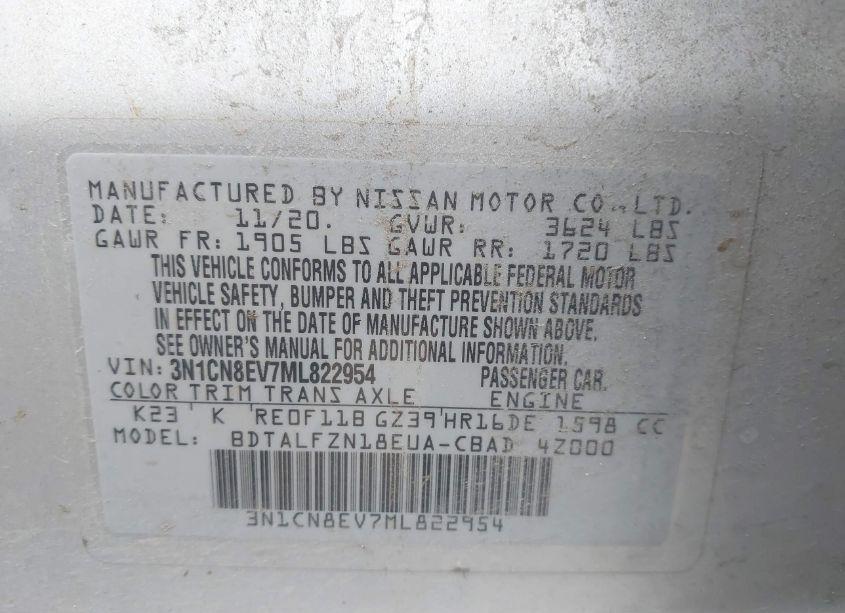 MANUFACTURED BY NISSAN MOTOR CO., LTD.
DATE: 11/20. GVWR: 3624 LBS
GAWR FR: 1905 LBS GAWR RR: 1720 LBS
THIS VEHICLE CONFORMS TO ALL APPLICABLE FEDERAL MOTOR
VEHICLE SAFETY, BUMPER AND THEFT PREVENTION STANDARDS
IN EFFECT ON THE DATE OF MANUFACTURE SHOWN ABOVE.
SEE OWNER'S MANUAL FOR ADDITIONAL INFORMATION.
VIN: 3N1CN8EV7ML822954 PASSENGER CAR.
COLOR TRIM TRANS AXLE ENGINE
K23 K RE0F11B GZ39 HR16DE 1598 CC
MODEL: BDTALFZN18EUA-CBAD 4Z000
3N1CN8EV7ML822954